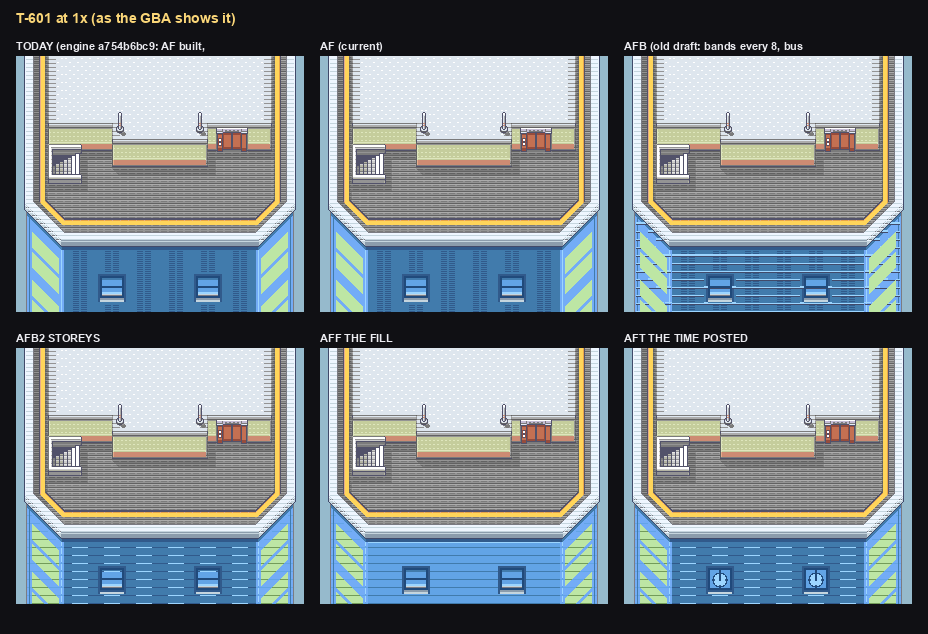 T-601 at 1x (as the GBA shows it)
TODAY (engine a754b6bc9: AF built,
AF (current)
AFB (old draft: bands every 8, bus
AFB2 STOREYS
AFF THE FILL
AFT THE TIME POSTED